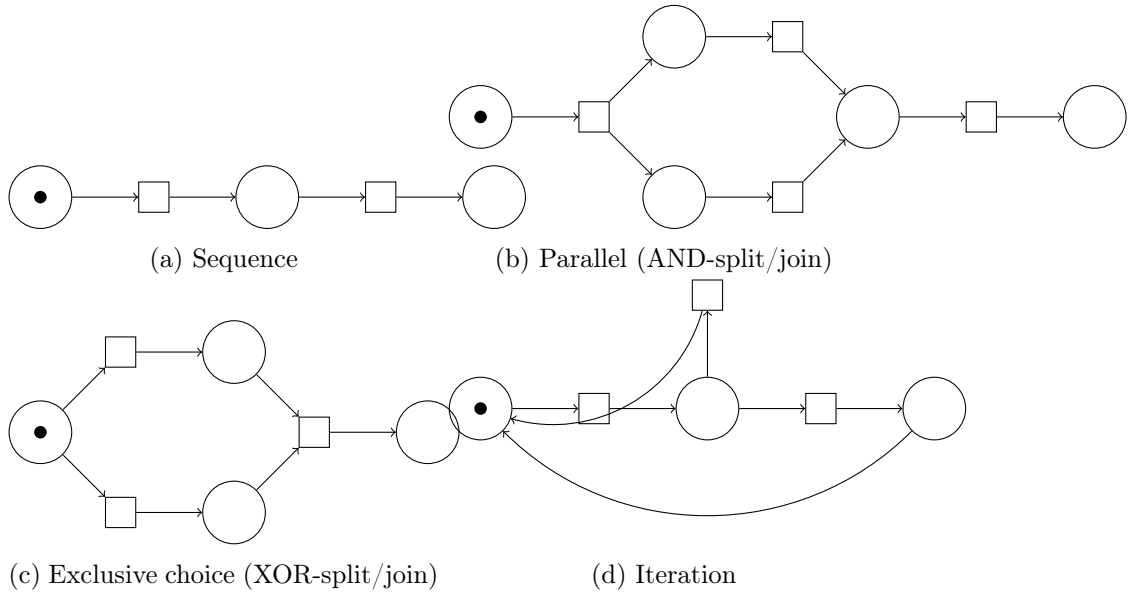 (a) Sequence
(b) Parallel (AND-split/join)
(c) Exclusive choice (XOR-split/join)
(d) Iteration